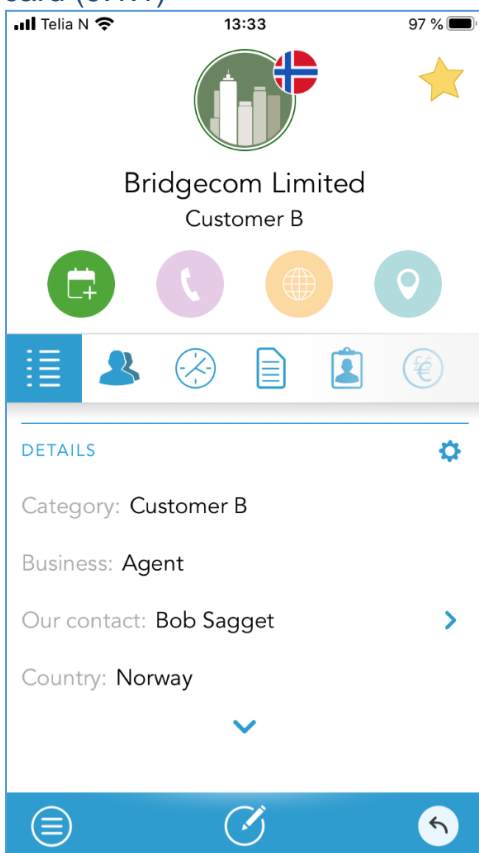 Telia N 13:33 97 %
Bridgecom Limited
Customer B
DETAILS
Category: Customer B
Business: Agent
Our contact: Bob Sagget
Country: Norway